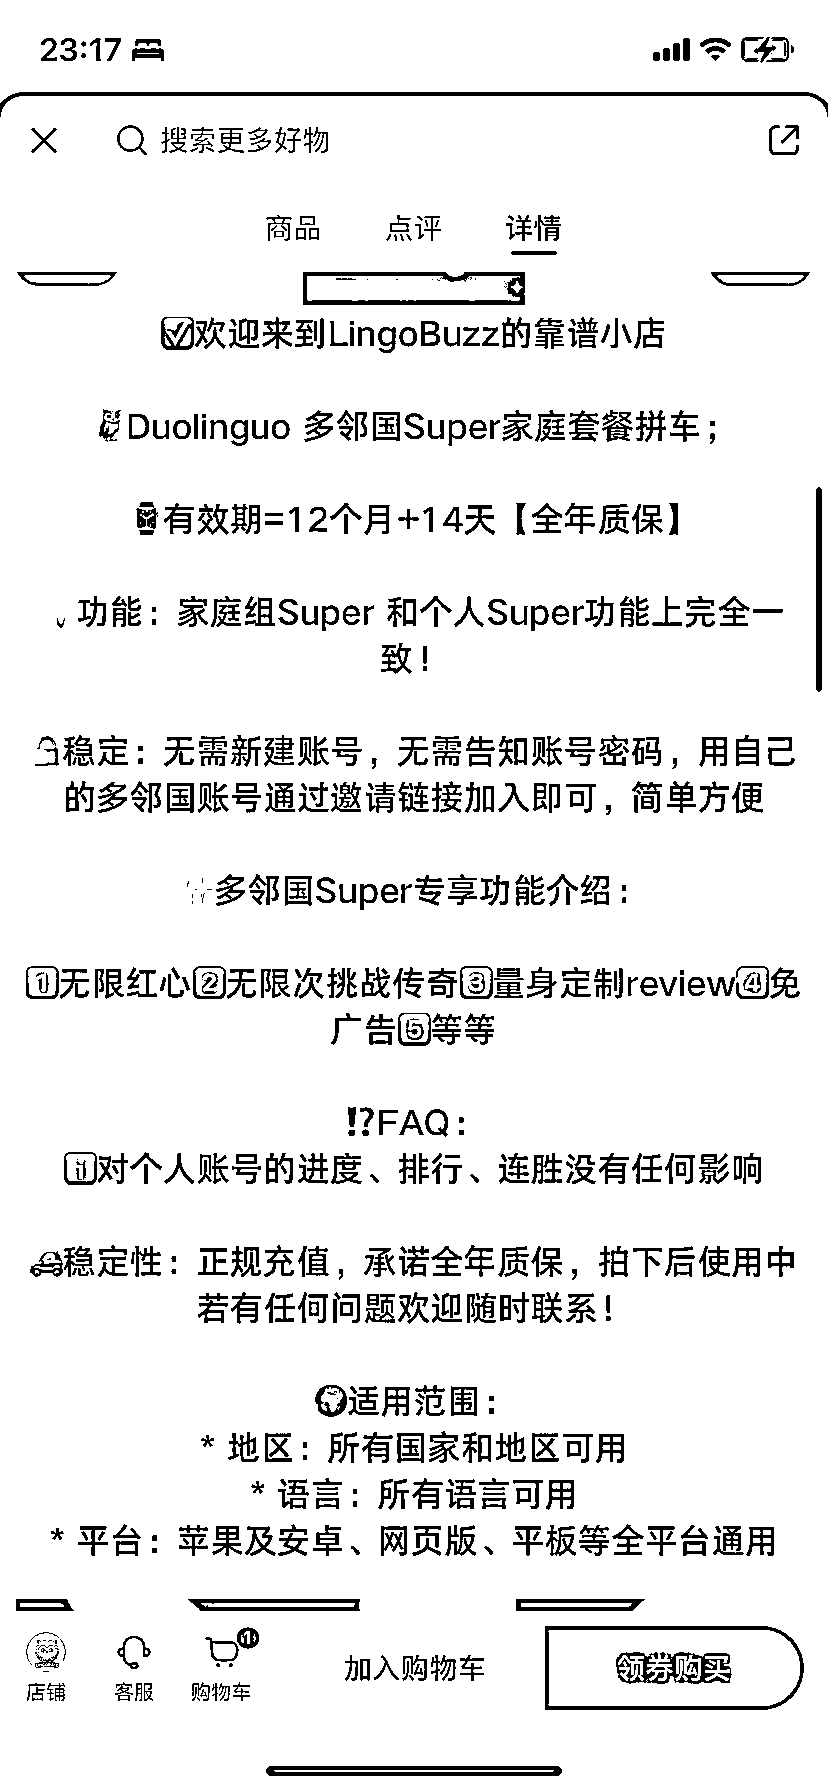 23:17
搜索更多好物
商品 点评 详情
✅欢迎来到LingoBuzz的靠谱小店
🦉Duolinguo 多邻国Super家庭套餐拼车；
有效期=12个月+14天【全年质保】
功能：家庭组Super 和个人Super功能上完全一
致！
稳定：无需新建账号，无需告知账号密码，用自己
的多邻国账号通过邀请链接加入即可，简单方便
多邻国Super专享功能介绍：
1️⃣无限红心2️⃣无限次挑战传奇3️⃣量身定制review4️⃣免
广告5️⃣等等
⁉️FAQ：
对个人账号的进度、排行、连胜没有任何影响
稳定性：正规充值，承诺全年质保，拍下后使用中
若有任何问题欢迎随时联系！
🌍适用范围：
* 地区：所有国家和地区可用
* 语言：所有语言可用
* 平台：苹果及安卓、网页版、平板等全平台通用
店铺 客服 购物车 1 加入购物车 领券购买